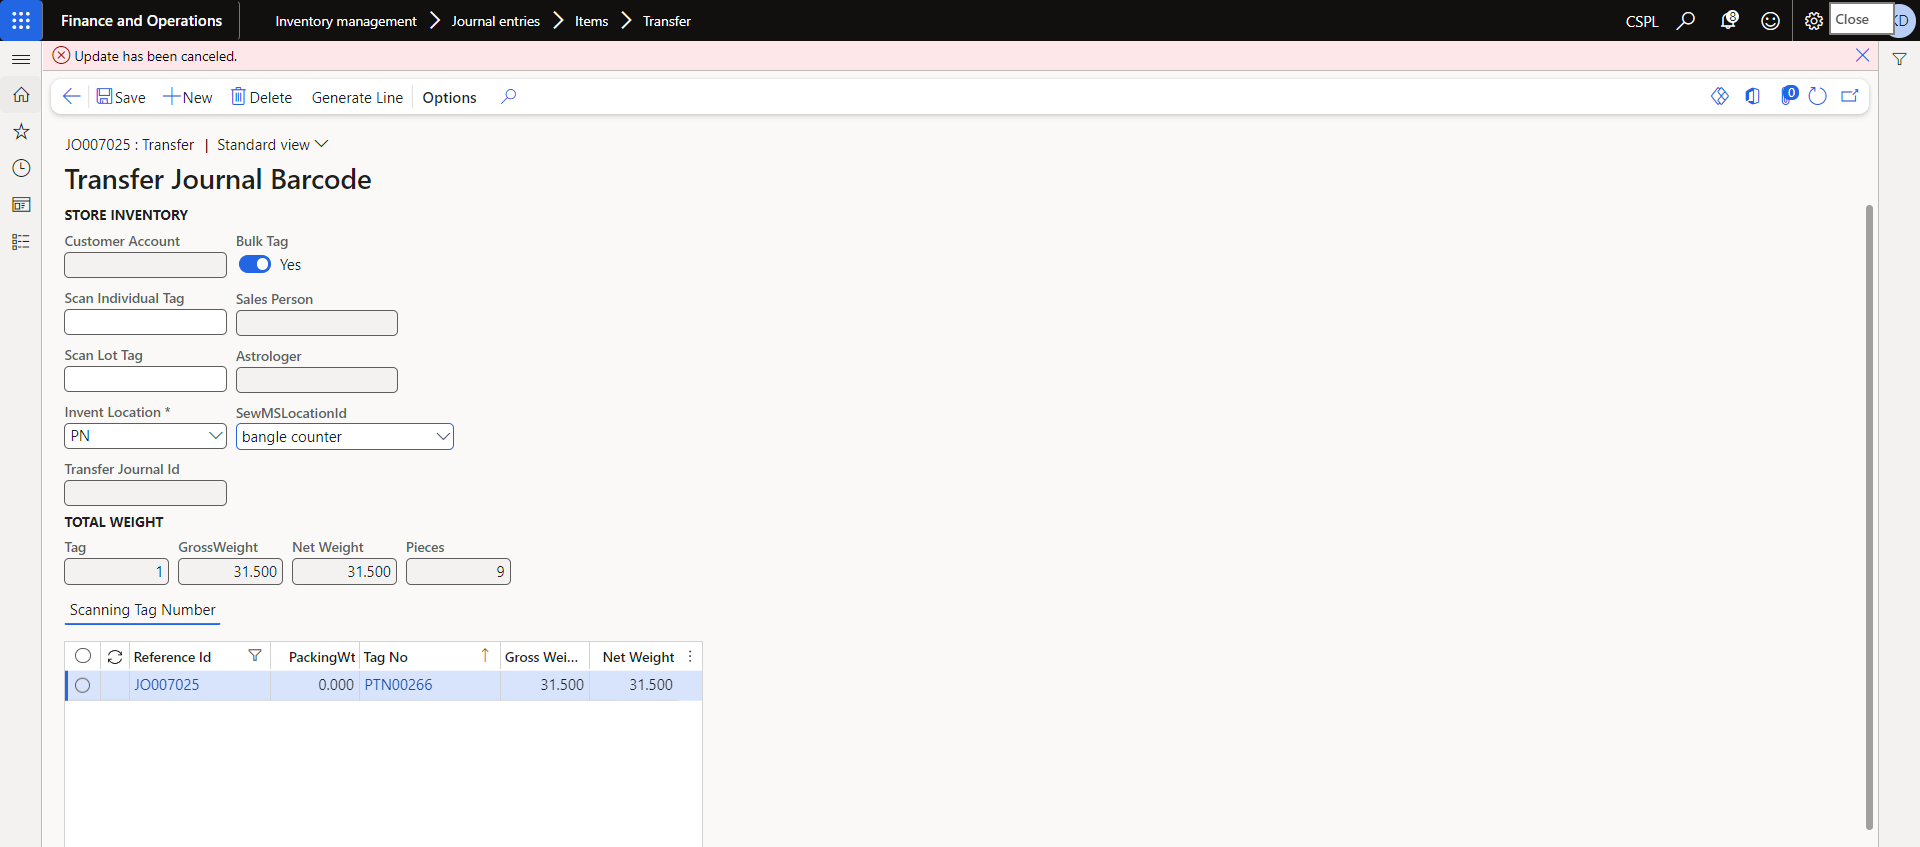 Finance and Operations
Inventory management
Journal entries
Items
Transfer
CSPL
8
Close
D
Update has been canceled.
Save
New
Delete
Generate Line
Options
0
JO007025 : Transfer | Standard view
Transfer Journal Barcode
STORE INVENTORY
Customer Account
Bulk Tag
Yes
Scan Individual Tag
Sales Person
Scan Lot Tag
Astrologer
Invent Location *
SewMSLocationId
PN
bangle counter
Transfer Journal Id
TOTAL WEIGHT
Tag
GrossWeight
Net Weight
Pieces
1
31.500
31.500
9
Scanning Tag Number
Reference Id
PackingWt
Tag No
Gross Wei...
Net Weight
JO007025
0.000
PTN00266
31.500
31.500